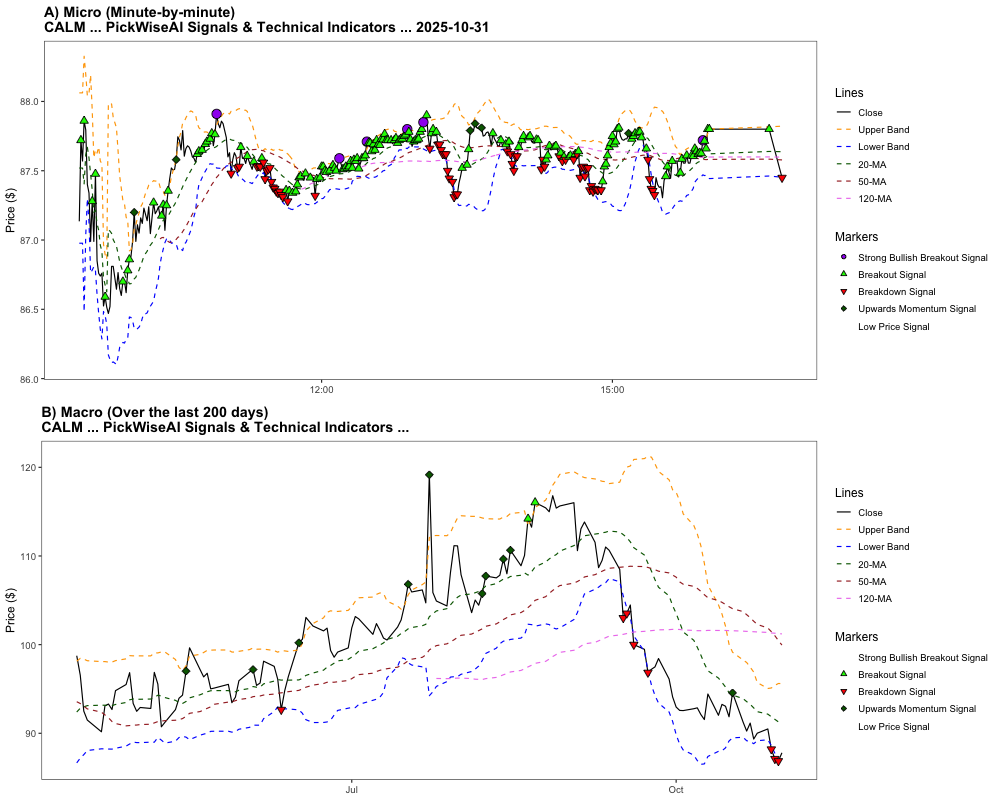 A) Micro (Minute-by-minute)
CALM ... PickWiseAI Signals & Technical Indicators ... 2025-10-31
Price ($)
88.0
87.5
87.0
86.5
86.0
12:00
15:00
Lines
Close
Upper Band
Lower Band
20-MA
50-MA
120-MA
Markers
Strong Bullish Breakout Signal
Breakout Signal
Breakdown Signal
Upwards Momentum Signal
Low Price Signal
B) Macro (Over the last 200 days)
CALM ... PickWiseAI Signals & Technical Indicators ...
Price ($)
120
110
100
90
Jul
Oct
Lines
Close
Upper Band
Lower Band
20-MA
50-MA
120-MA
Markers
Strong Bullish Breakout Signal
Breakout Signal
Breakdown Signal
Upwards Momentum Signal
Low Price Signal